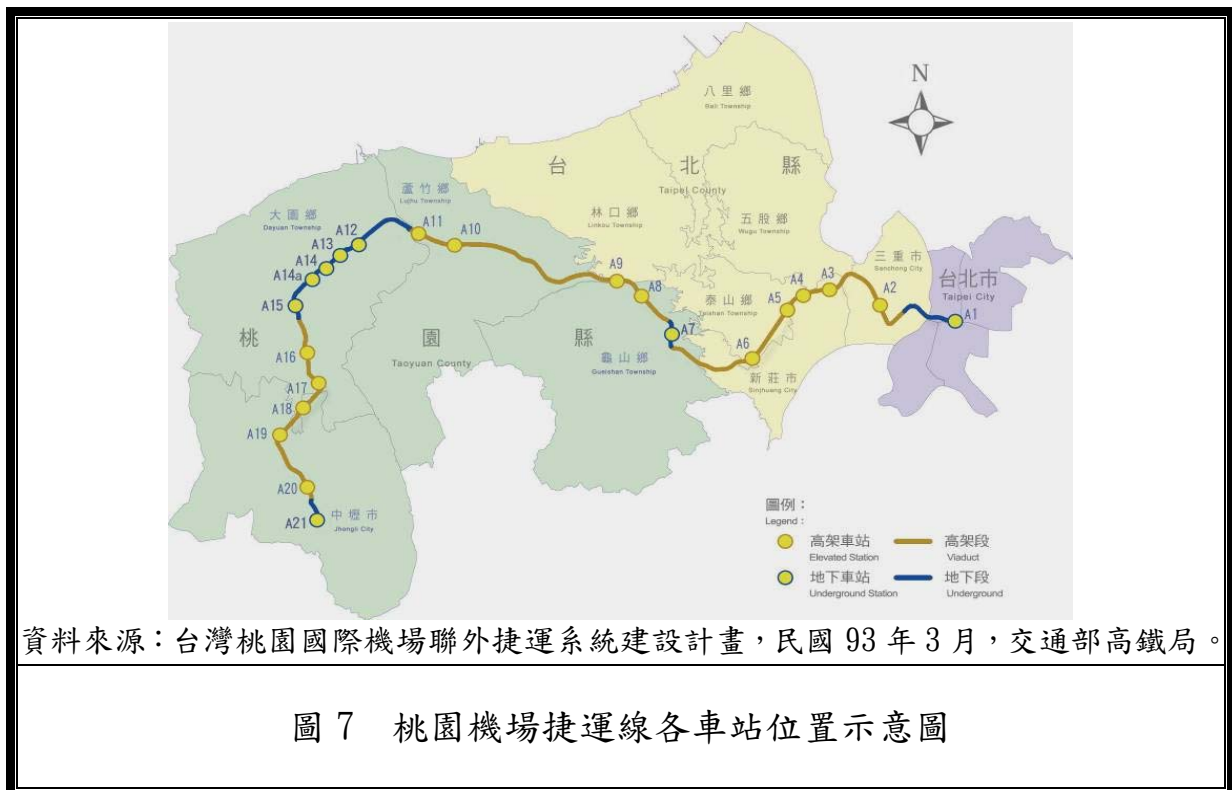 N
八里鄉
Bali Township
台北縣
Taipei County
蘆竹鄉
Lujhu Township
大園鄉
Dayuan Township
林口鄉
Linkou Township
五股鄉
Wugu Township
三重市
Sanchong City
台北市
Taipei City
泰山鄉
Taishan Township
桃園縣
Taoyuan County
龜山鄉
Gueishan Township
新莊市
Sinjhuang City
中壢市
Jhongli City
A1
A2
A3
A4
A5
A6
A7
A8
A9
A10
A11
A12
A13
A14
A14a
A15
A16
A17
A18
A19
A20
A21
圖例：
Legend :
高架車站 高架段
Elevated Station Viaduct
地下車站 地下段
Underground Station Underground
資料來源：台灣桃園國際機場聯外捷運系統建設計畫，民國 93 年 3 月，交通部高鐵局。
圖 7 桃園機場捷運線各車站位置示意圖